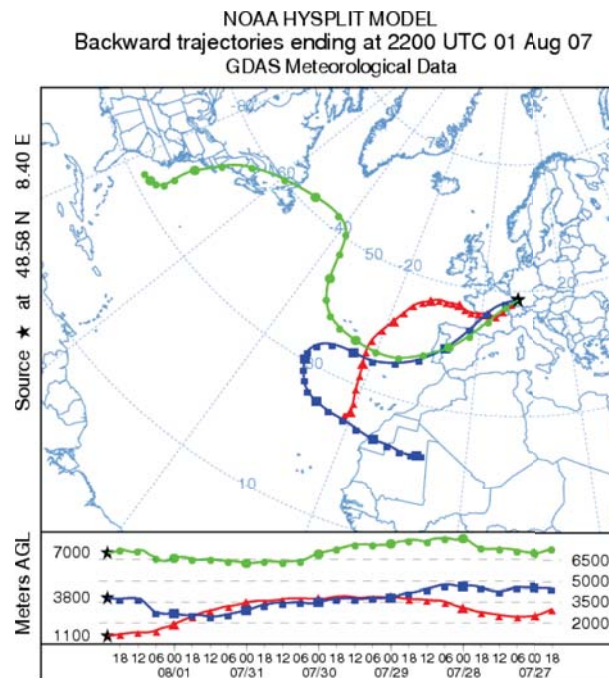 NOAA HYSPLIT MODEL
Backward trajectories ending at 2200 UTC 01 Aug 07
GDAS Meteorological Data
Source ★ at 48.58 N 8.40 E
60
40
50
20
20
30
10
Meters AGL
7000
3800
1100
6500
5000
3500
2000
18 12 06 00 18 12 06 00 18 12 06 00 18 12 06 00 18 12 06 00 18 12 06 00 18
08/01 07/31 07/30 07/29 07/28 07/27